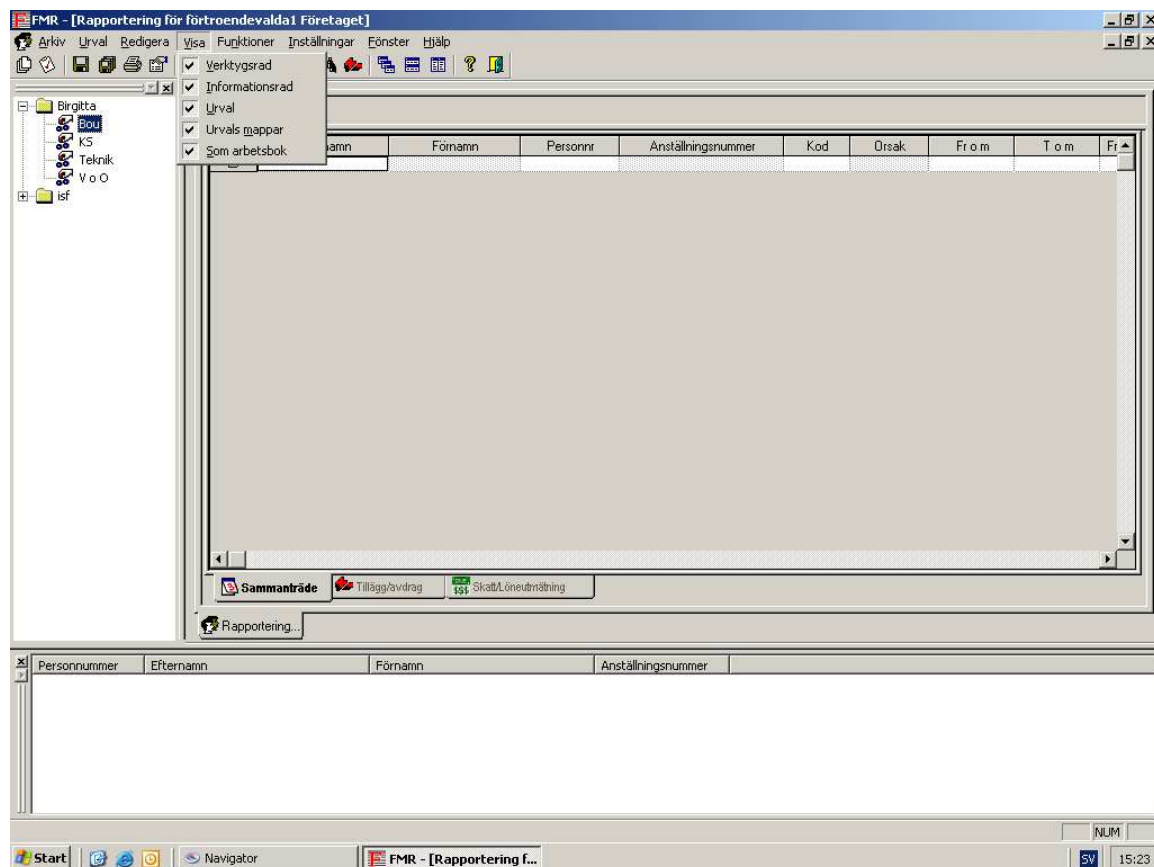 FMR - [Rapportering för förtroendevalda1 Företaget]
Arkiv Urval Redigera Visa Funktioner Inställningar Fönster Hjälp
Verktygsrad
Informationsrad
Urval
Urvals mappar
Som arbetsbok
Birgitta
Bou
KS
Teknik
V o O
isf
Förnamn Personnr Anställningsnummer Kod Orsak Fr o m T o m
Sammanträde Tillägg/avdrag Skatt/Löneutmätning
Rapportering...
Personnummer Efternamn Förnamn Anställningsnummer
NUM
Start Navigator FMR - [Rapportering f... SV 15:23